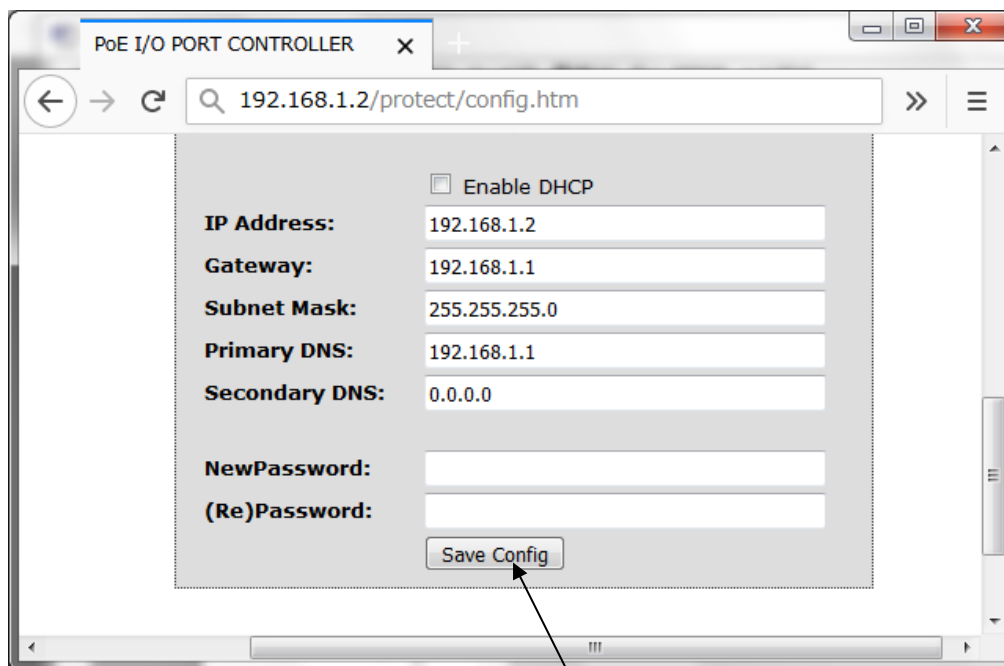 PoE I/O PORT CONTROLLER
192.168.1.2/protect/config.htm
Enable DHCP
IP Address: 192.168.1.2
Gateway: 192.168.1.1
Subnet Mask: 255.255.255.0
Primary DNS: 192.168.1.1
Secondary DNS: 0.0.0.0
NewPassword:
(Re)Password:
Save Config